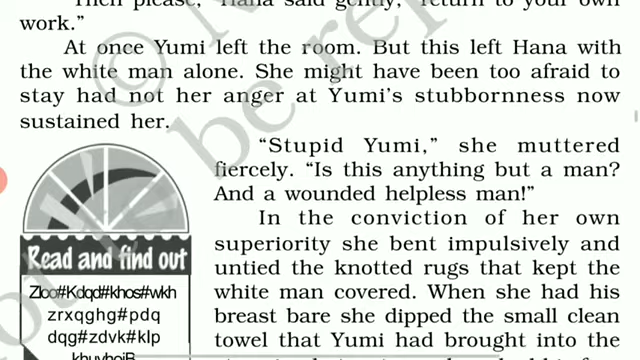 "Then please," Hana said gently, "return to your own
work."
At once Yumi left the room. But this left Hana with
the white man alone. She might have been too afraid to
stay had not her anger at Yumi's stubbornness now
sustained her.
"Stupid Yumi," she muttered
fiercely. "Is this anything but a man?
And a wounded helpless man!"
In the conviction of her own
superiority she bent impulsively and
untied the knotted rugs that kept the
white man covered. When she had his
breast bare she dipped the small clean
towel that Yumi had brought into the
Read and find out
Zloo#Kdqd#khos#wkh
zrxqghg#pdq
dqg#zdvk#klp
khuvhoiB
© N
be rep